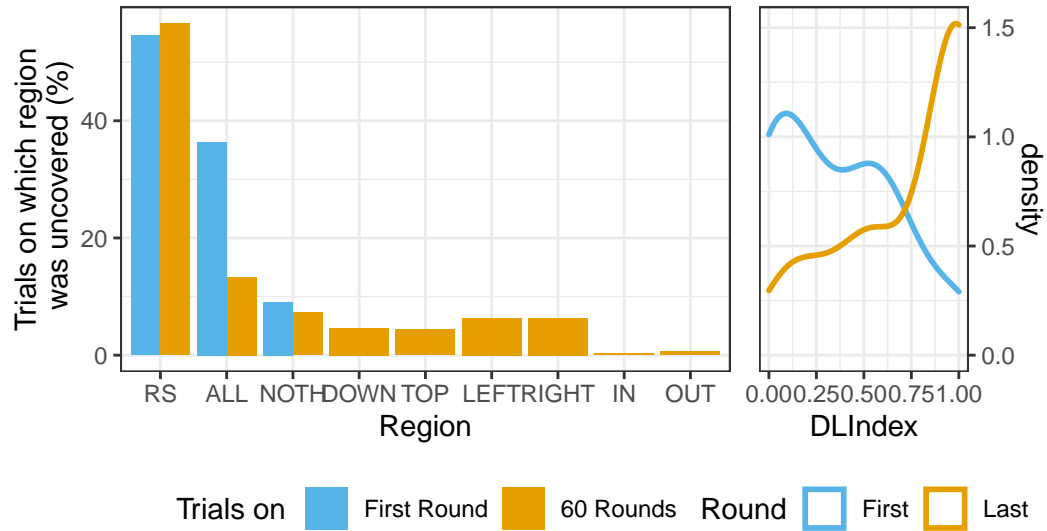 Trials on which region
was uncovered (%)
40
20
0
RS ALL NOTH DOWN TOP LEFT RIGHT IN OUT
Region
1.5
1.0
0.5
0.0
density
0.00 0.25 0.50 0.75 1.00
DLIndex
Trials on First Round 60 Rounds Round First Last